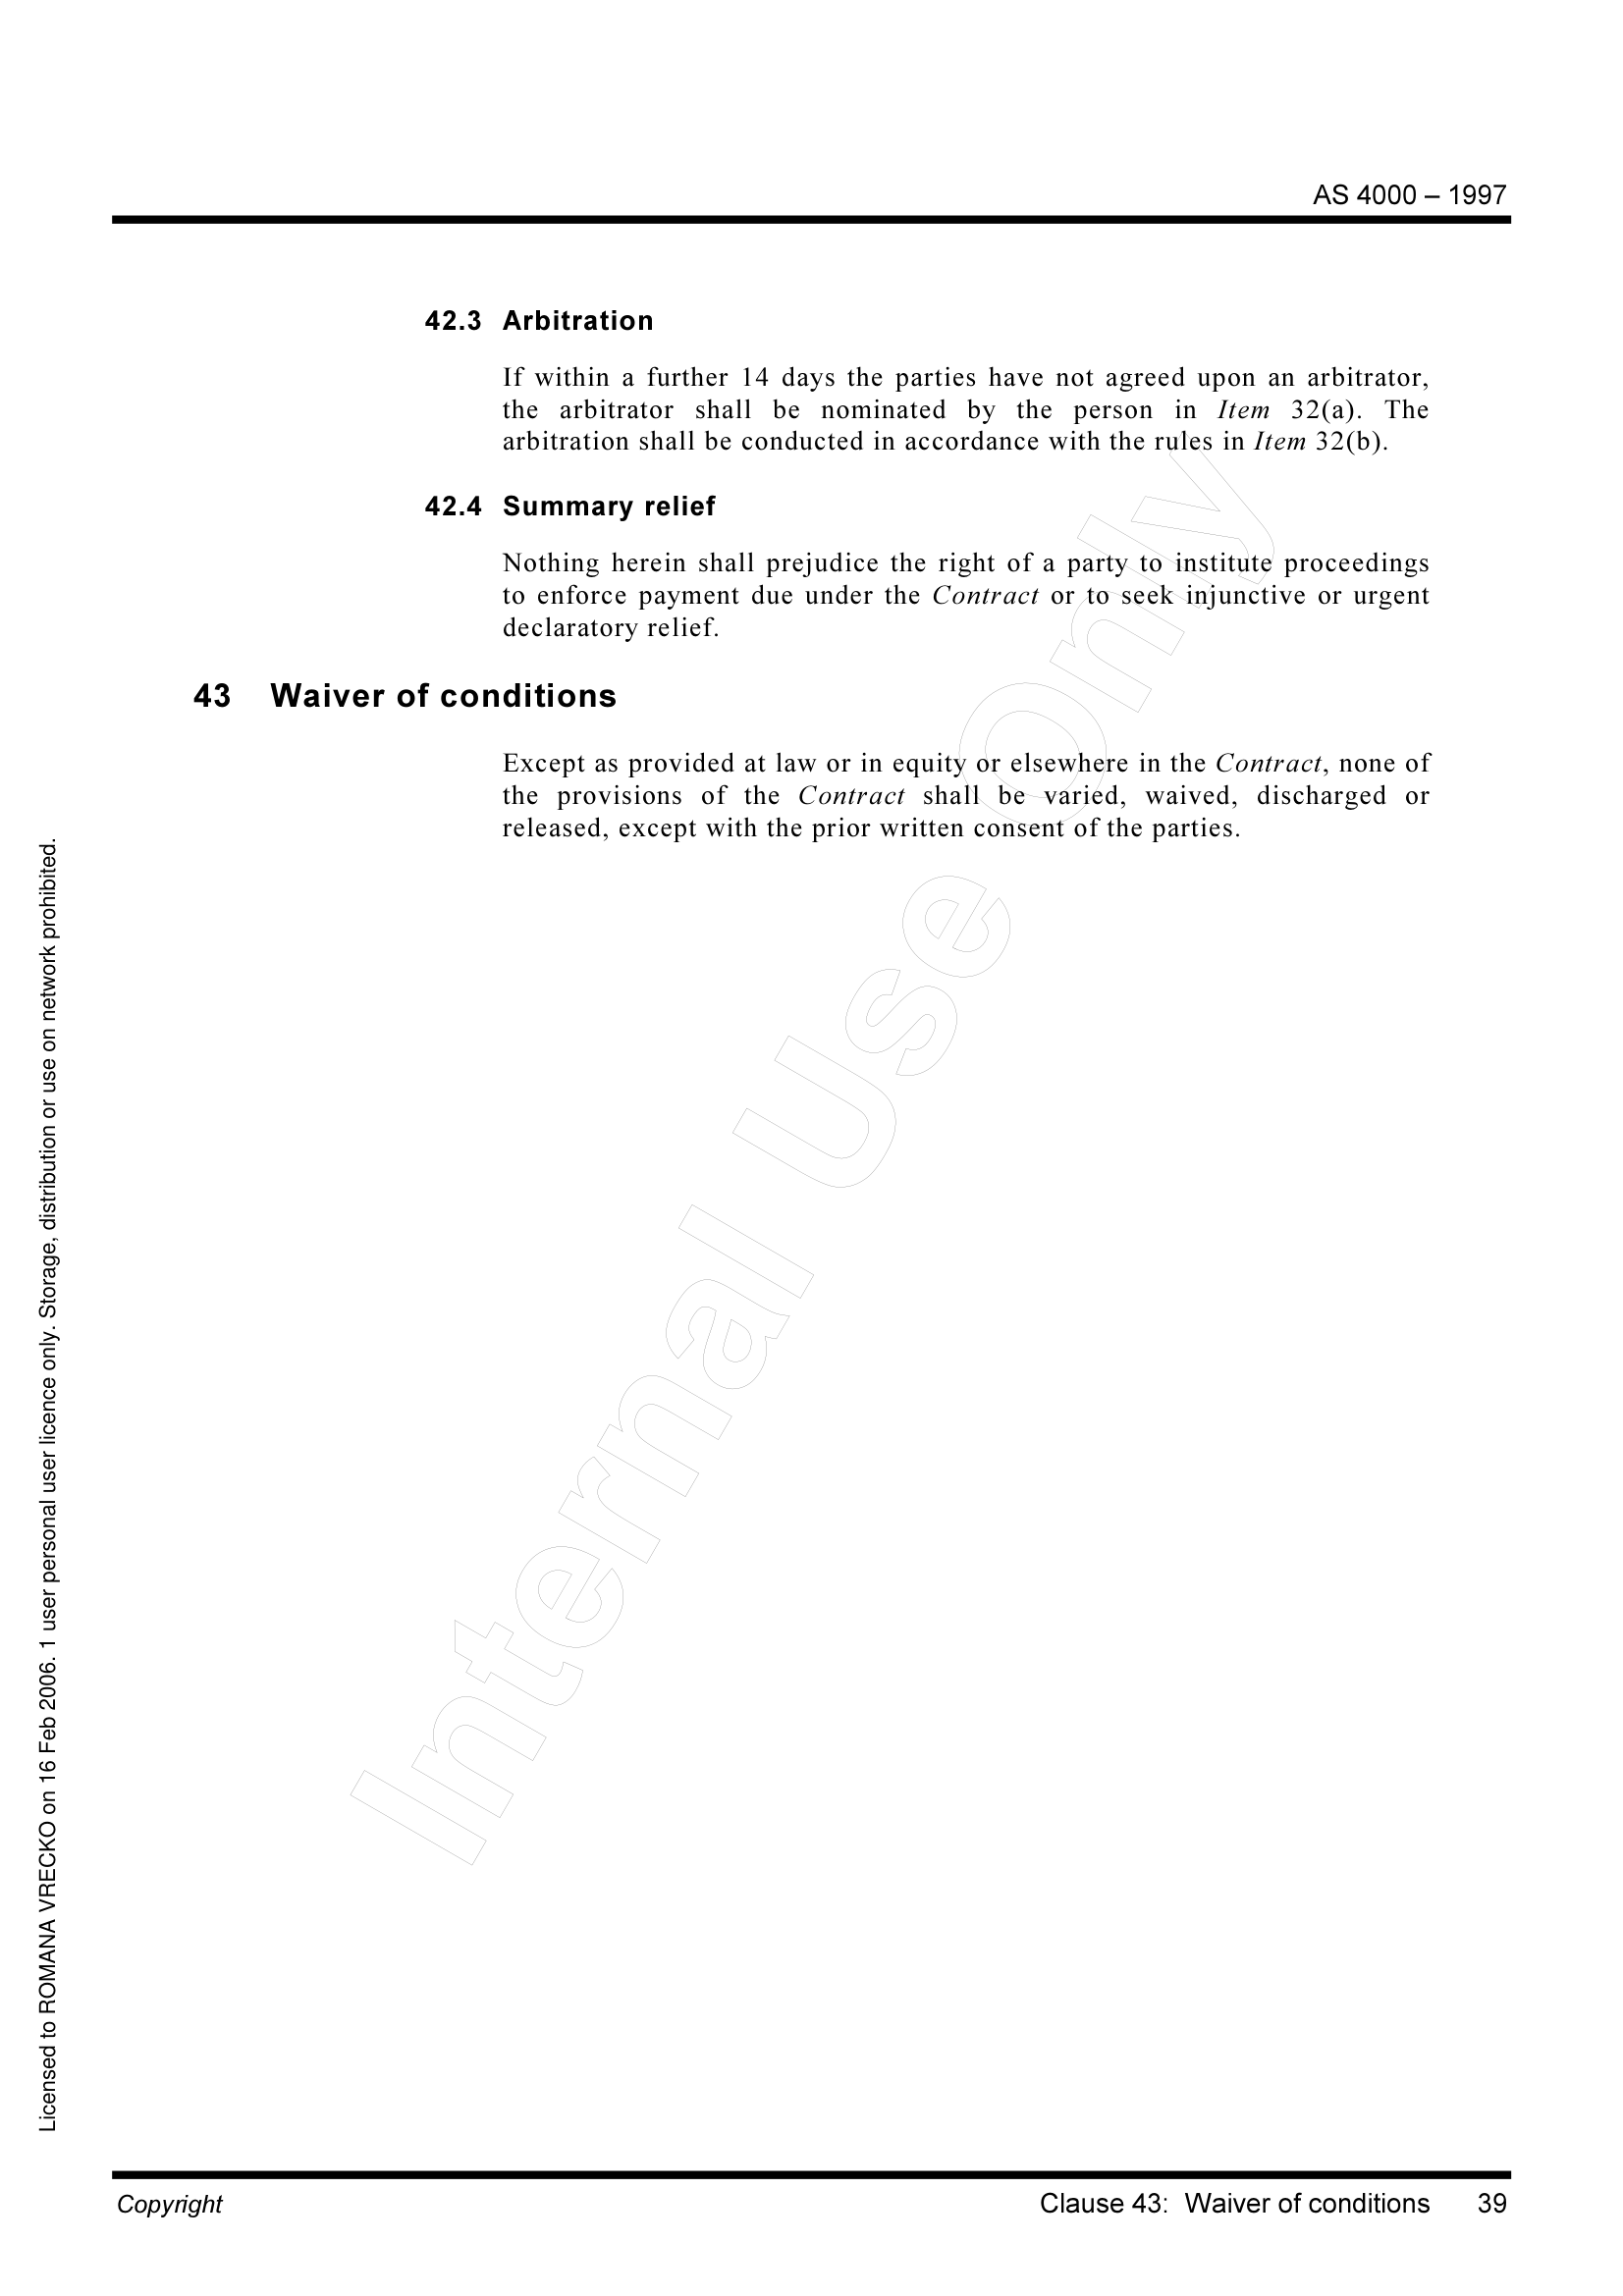 AS 4000 – 1997
42.3 Arbitration
If within a further 14 days the parties have not agreed upon an arbitrator,
the arbitrator shall be nominated by the person in Item 32(a). The
arbitration shall be conducted in accordance with the rules in Item 32(b).
42.4 Summary relief
Nothing herein shall prejudice the right of a party to institute proceedings
to enforce payment due under the Contract or to seek injunctive or urgent
declaratory relief.
43 Waiver of conditions
Except as provided at law or in equity or elsewhere in the Contract, none of
the provisions of the Contract shall be varied, waived, discharged or
released, except with the prior written consent of the parties.
Internal Use Only
Licensed to ROMANA VRECKO on 16 Feb 2006. 1 user personal user licence only. Storage, distribution or use on network prohibited.
Copyright Clause 43: Waiver of conditions 39